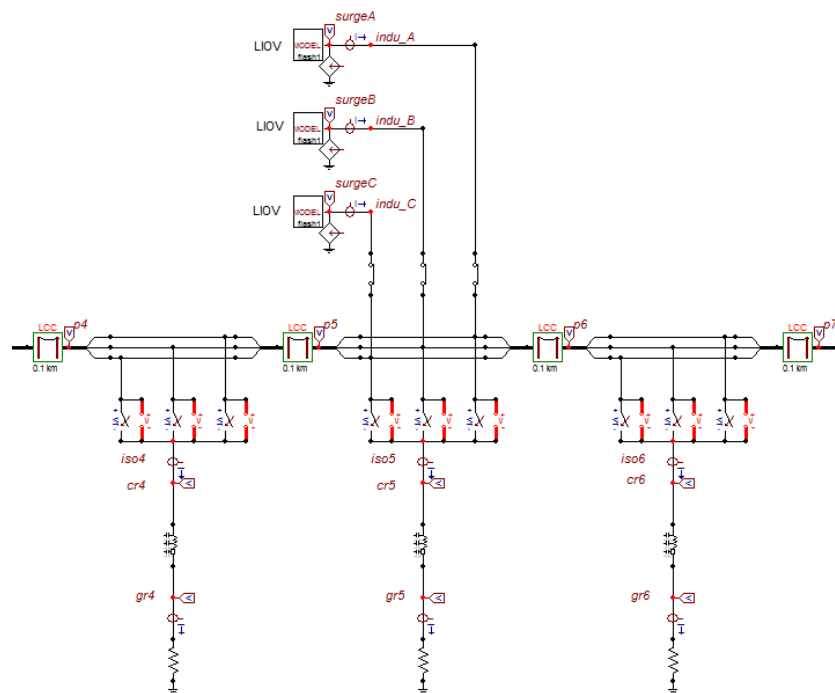 surgeA
V
LIOV
MODEL
flash1
I
indu_A
surgeB
V
LIOV
MODEL
flash1
I
indu_B
surgeC
V
LIOV
MODEL
flash1
I
indu_C
LCC
p4
V
0.1 km
LCC
p5
V
0.1 km
LCC
p6
V
0.1 km
LCC
p7
V
0.1 km
iso4
iso5
iso6
cr4
A
cr5
A
cr6
A
gr4
A
gr5
A
gr6
A